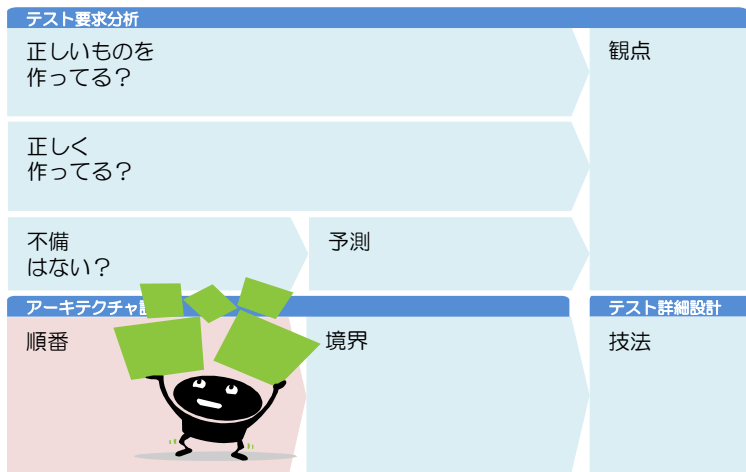 テスト要求分析
正しいものを
作ってる？
観点
正しく
作ってる？
不備
はない？
予測
アーキテクチャ
テスト詳細設計
順番
境界
技法